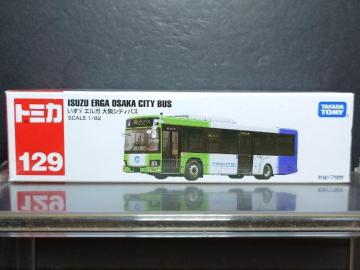 トミカ
129
ISUZU ERGA OSAKA CITY BUS
いすゞ エルガ 大阪シティバス
SCALE 1/82
TAKARA
TOMY